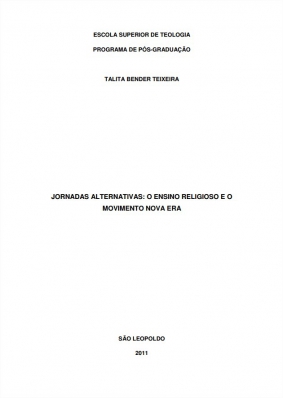 ESCOLA SUPERIOR DE TEOLOGIA
PROGRAMA DE PÓS-GRADUAÇÃO
TALITA BENDER TEIXEIRA
JORNADAS ALTERNATIVAS: O ENSINO RELIGIOSO E O
MOVIMENTO NOVA ERA
SÃO LEOPOLDO
2011